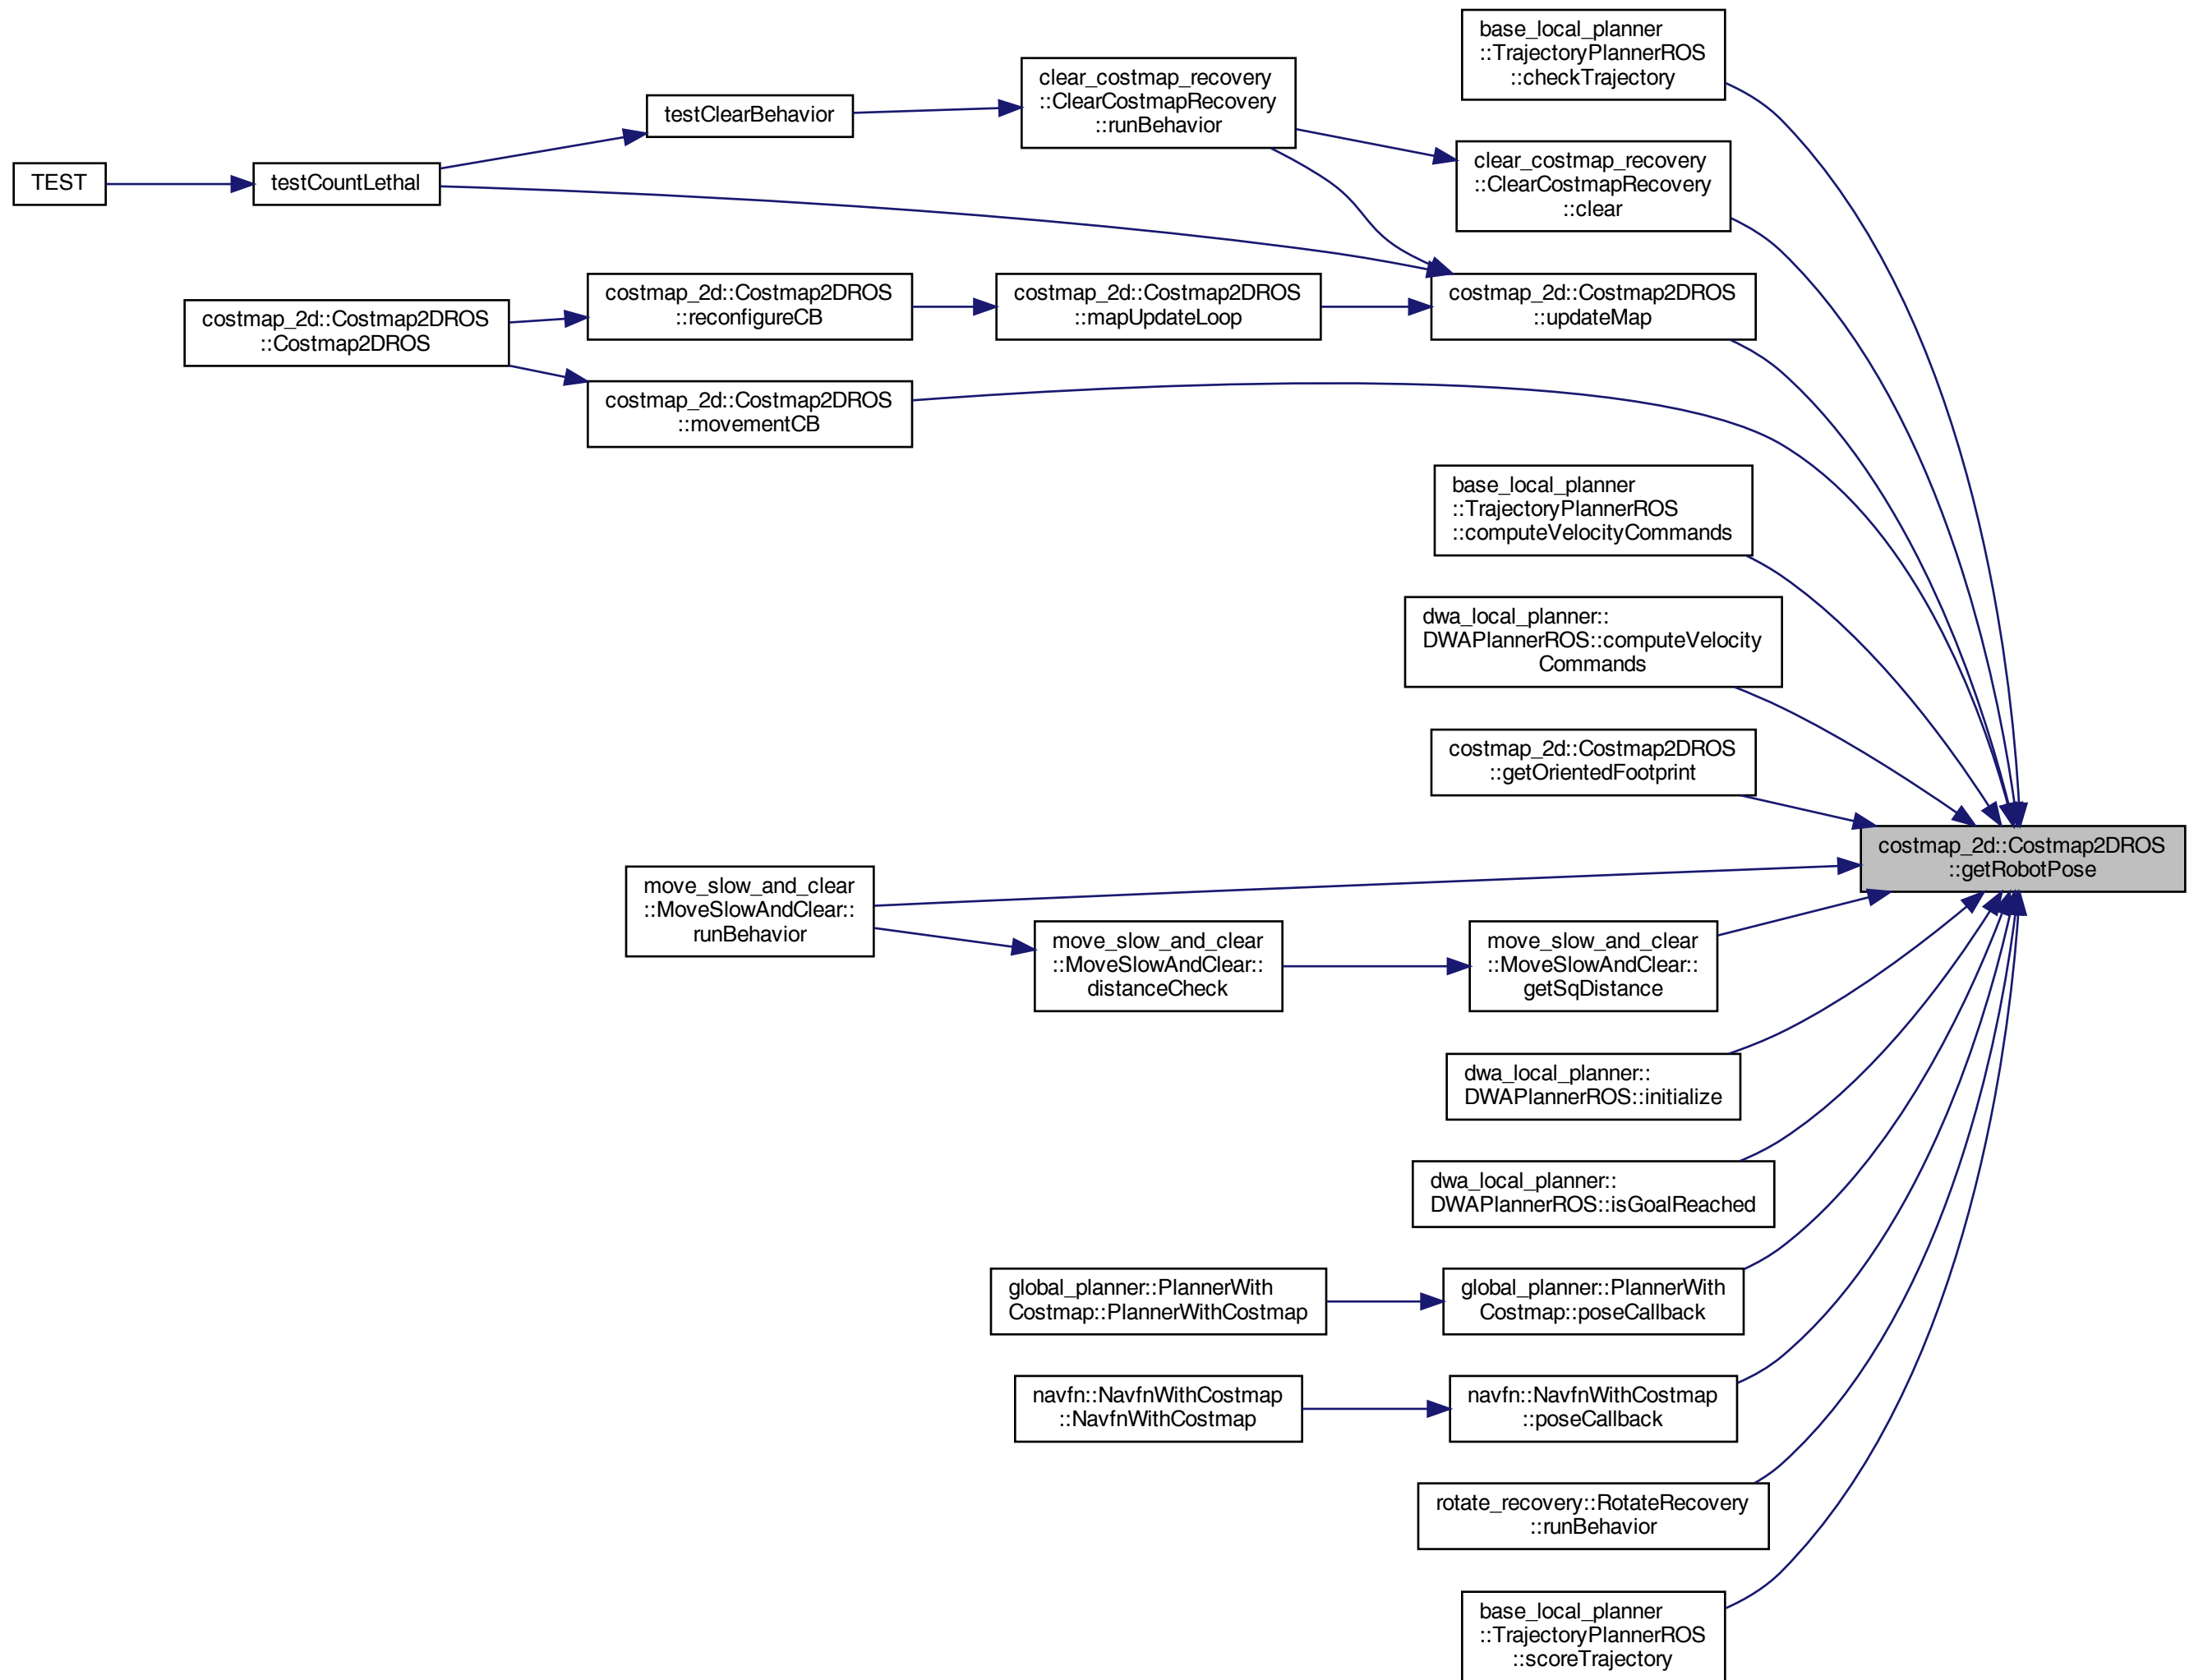 base_local_planner
::TrajectoryPlannerROS
::checkTrajectory
clear_costmap_recovery
::ClearCostmapRecovery
::runBehavior
testClearBehavior
clear_costmap_recovery
::ClearCostmapRecovery
::clear
TEST
testCountLethal
costmap_2d::Costmap2DROS
::reconfigureCB
costmap_2d::Costmap2DROS
::mapUpdateLoop
costmap_2d::Costmap2DROS
::updateMap
costmap_2d::Costmap2DROS
::Costmap2DROS
costmap_2d::Costmap2DROS
::movementCB
base_local_planner
::TrajectoryPlannerROS
::computeVelocityCommands
dwa_local_planner::
DWAPlannerROS::computeVelocity
Commands
costmap_2d::Costmap2DROS
::getOrientedFootprint
costmap_2d::Costmap2DROS
::getRobotPose
move_slow_and_clear
::MoveSlowAndClear::
runBehavior
move_slow_and_clear
::MoveSlowAndClear::
distanceCheck
move_slow_and_clear
::MoveSlowAndClear::
getSqDistance
dwa_local_planner::
DWAPlannerROS::initialize
dwa_local_planner::
DWAPlannerROS::isGoalReached
global_planner::PlannerWith
Costmap::PlannerWithCostmap
global_planner::PlannerWith
Costmap::poseCallback
navfn::NavfnWithCostmap
::NavfnWithCostmap
navfn::NavfnWithCostmap
::poseCallback
rotate_recovery::RotateRecovery
::runBehavior
base_local_planner
::TrajectoryPlannerROS
::scoreTrajectory